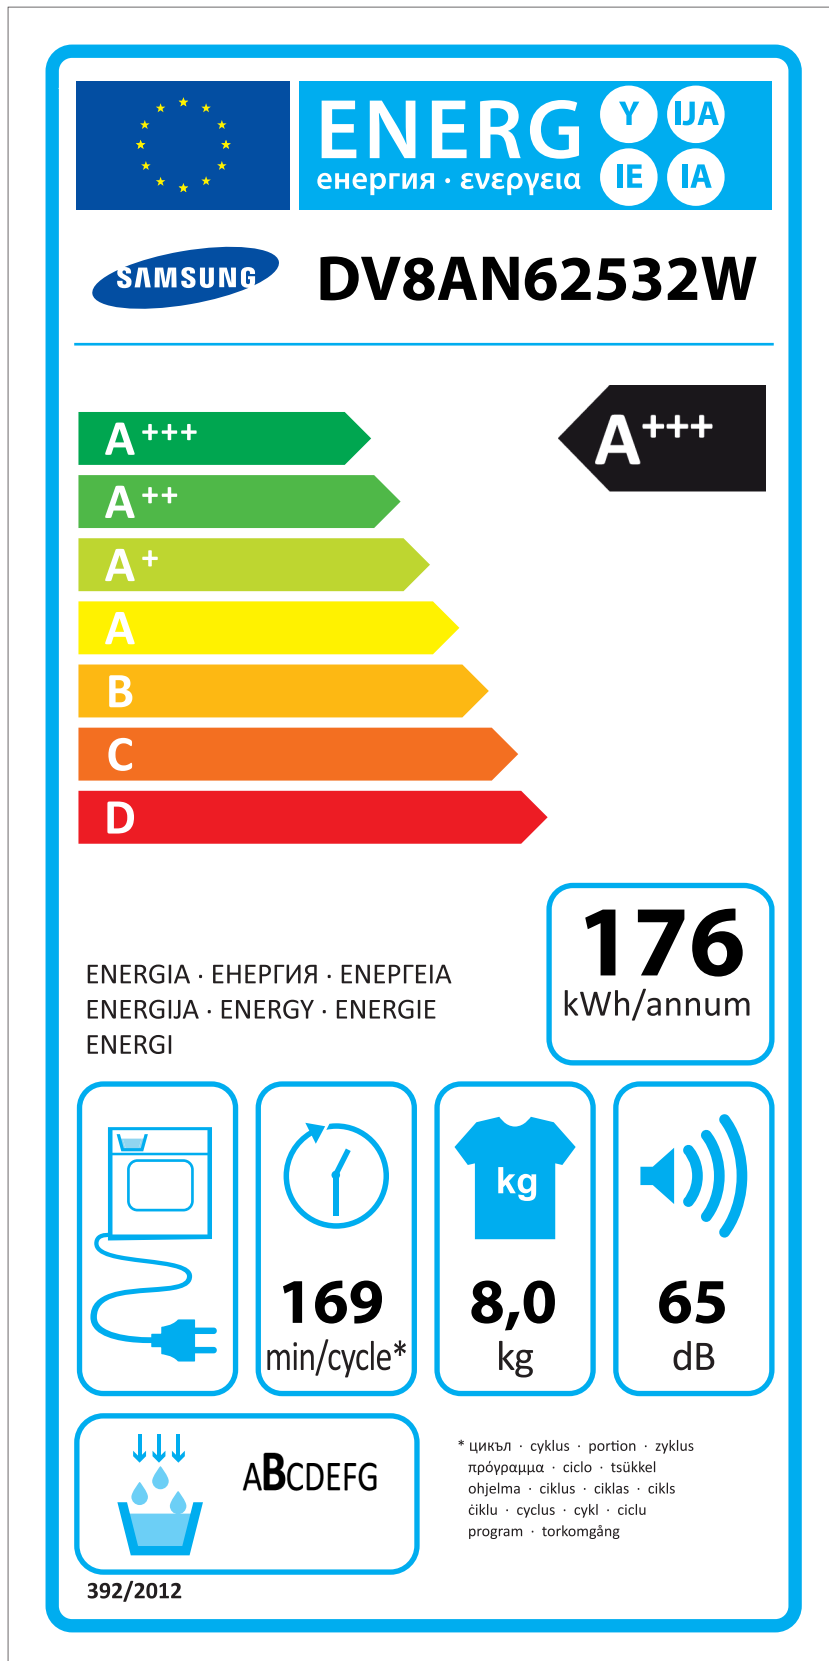 ENERG
Y
IJA
IE
IA
енергия · ενεργεια
SAMSUNG
DV8AN62532W
A+++
A+++
A++
A+
A
B
C
D
176
kWh/annum
ENERGIA · ЕНЕРГИЯ · ΕΝΕΡΓΕΙΑ
ENERGIJA · ENERGY · ENERGIE
ENERGI
kg
169
min/cycle*
8,0
kg
65
dB
ABCDEFG
* цикъл · cyklus · portion · zyklus
πρόγραμμα · ciclo · tsükkel
ohjelma · ciklus · ciklas · cikls
ċiklu · cyclus · cykl · ciclu
program · torkomgång
392/2012